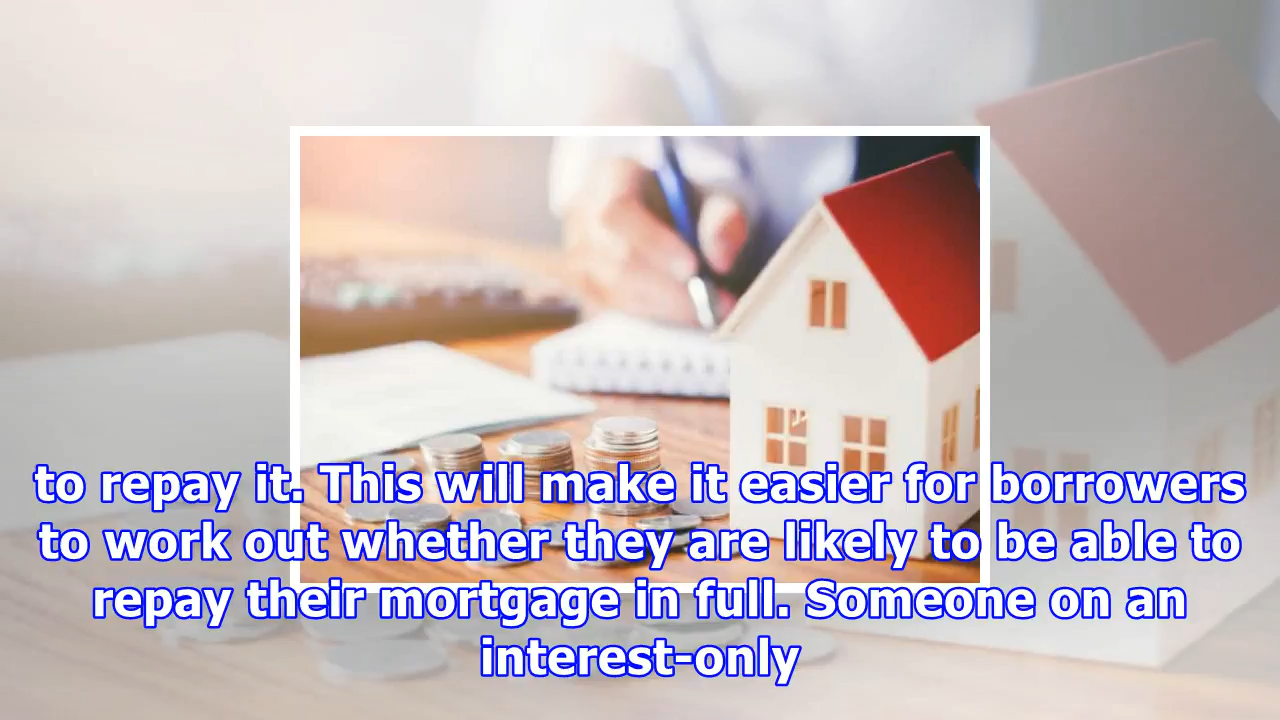 to repay it. This will make it easier for borrowers
to work out whether they are likely to be able to
repay their mortgage in full. Someone on an
interest-only